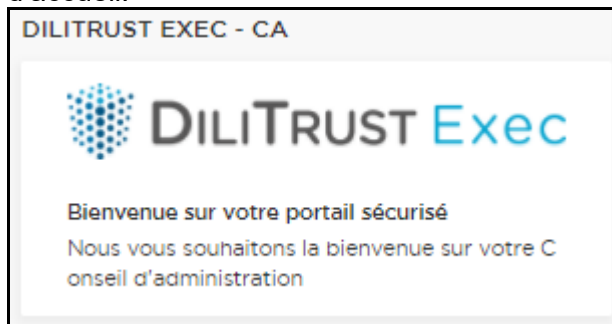 DILITRUST EXEC - CA
DILITRUST Exec
Bienvenue sur votre portail sécurisé
Nous vous souhaitons la bienvenue sur votre C
onseil d'administration